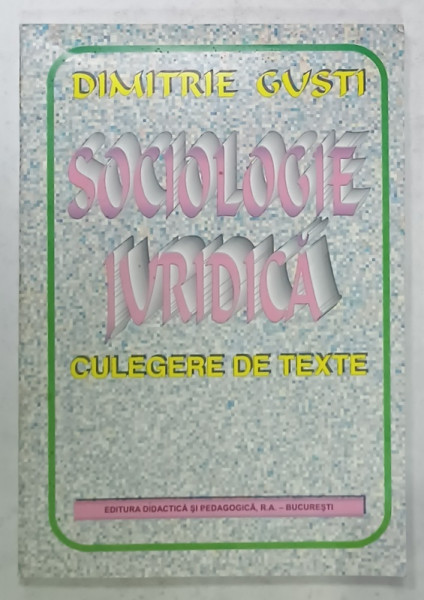 DIMITRIE GUSTI
SOCIOLOGIE
JURIDICĂ
CULEGERE DE TEXTE
EDITURA DIDACTICĂ ȘI PEDAGOGICĂ, R.A. – BUCUREȘTI